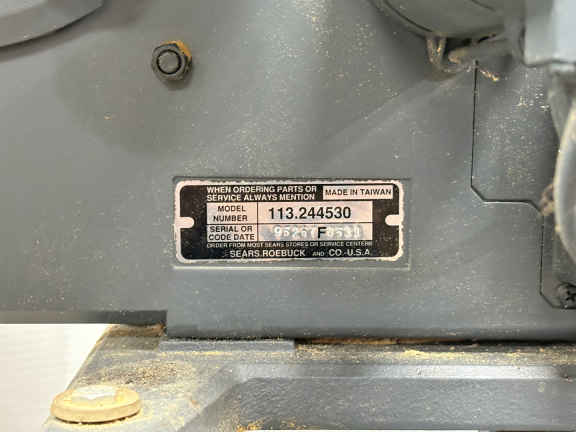 WHEN ORDERING PARTS OR
SERVICE ALWAYS MENTION
MADE IN TAIWAN
MODEL
NUMBER
113.244530
SERIAL OR
CODE DATE
F
ORDER FROM MOST SEARS STORES OR SERVICE CENTERS
SEARS, ROEBUCK AND CO.-U.S.A.